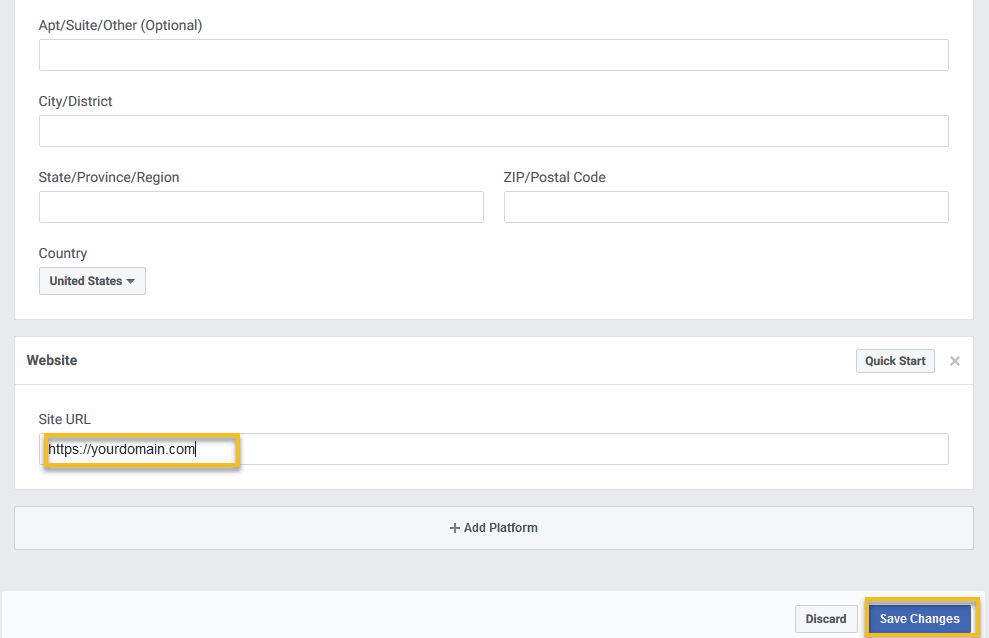 Apt/Suite/Other (Optional)
City/District
State/Province/Region
ZIP/Postal Code
Country
United States
Website
Quick Start
Site URL
https://yourdomain.com
Add Platform
Discard
Save Changes